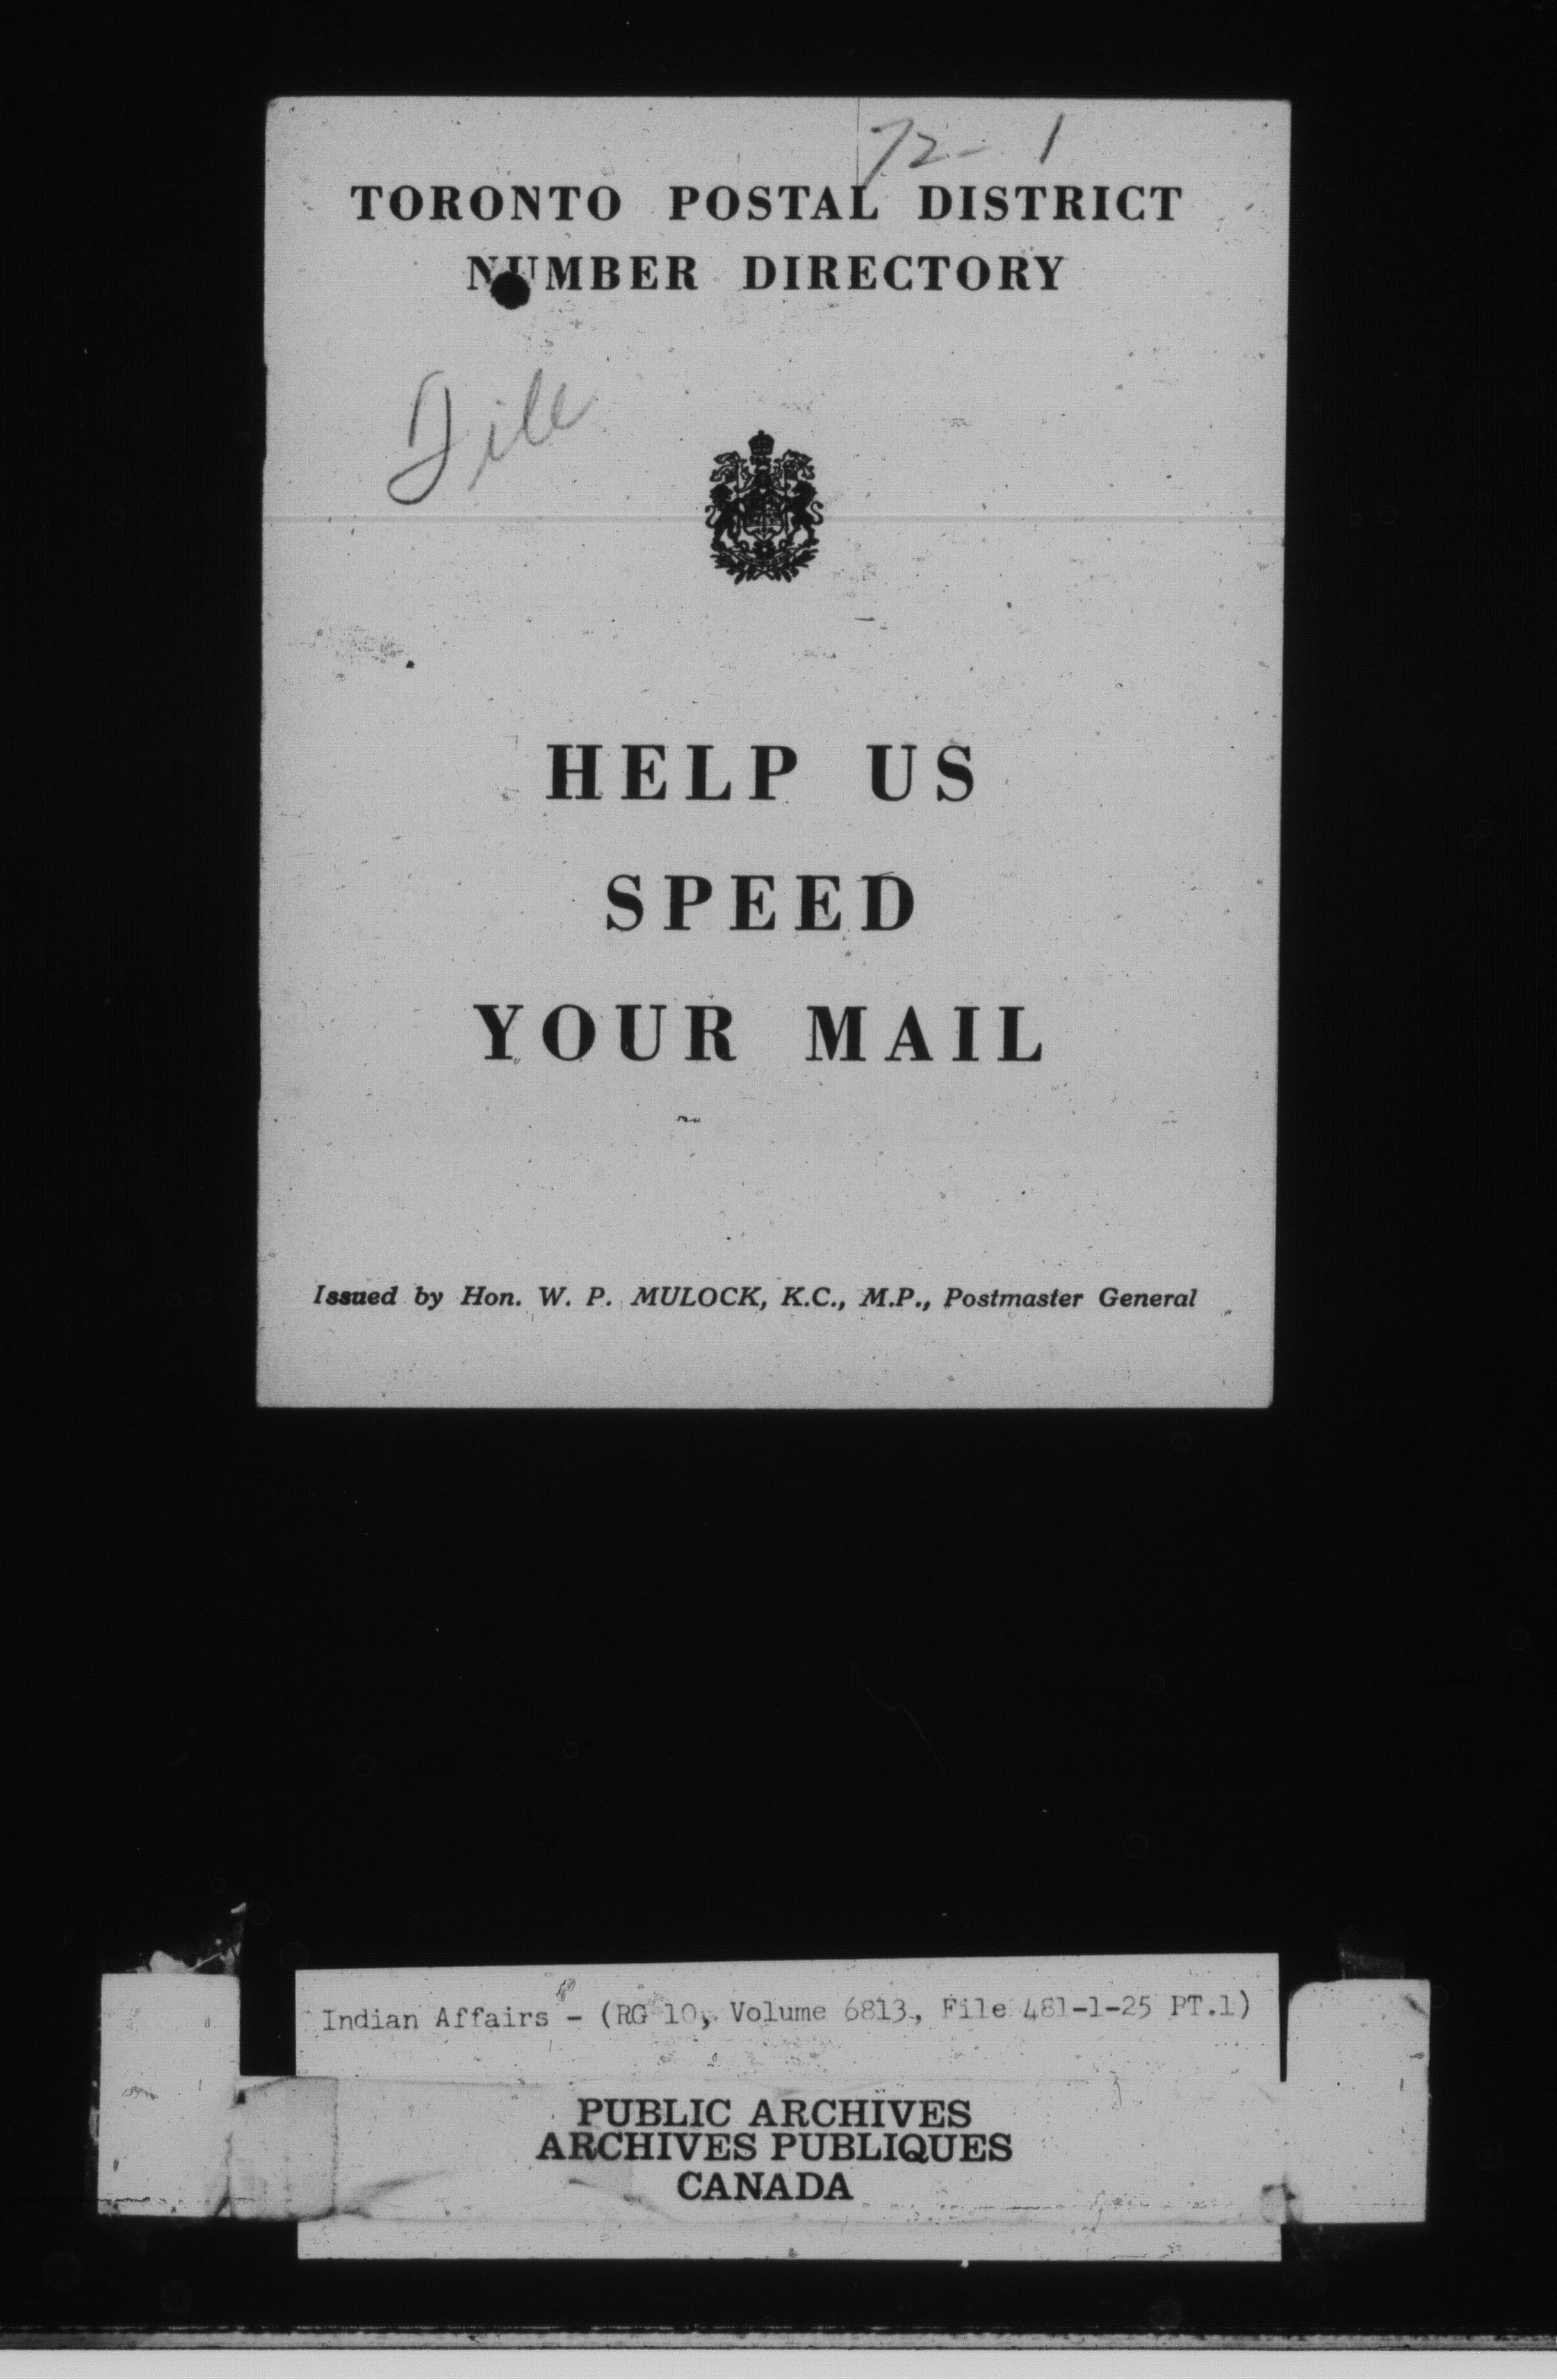 72-1
TORONTO POSTAL DISTRICT
NUMBER DIRECTORY
File
HELP US
SPEED
YOUR MAIL
Issued by Hon. W. P. MULOCK, K.C., M.P., Postmaster General
Indian Affairs - (RG 10, Volume 6813, File 481-1-25 PT.1)
PUBLIC ARCHIVES
ARCHIVES PUBLIQUES
CANADA